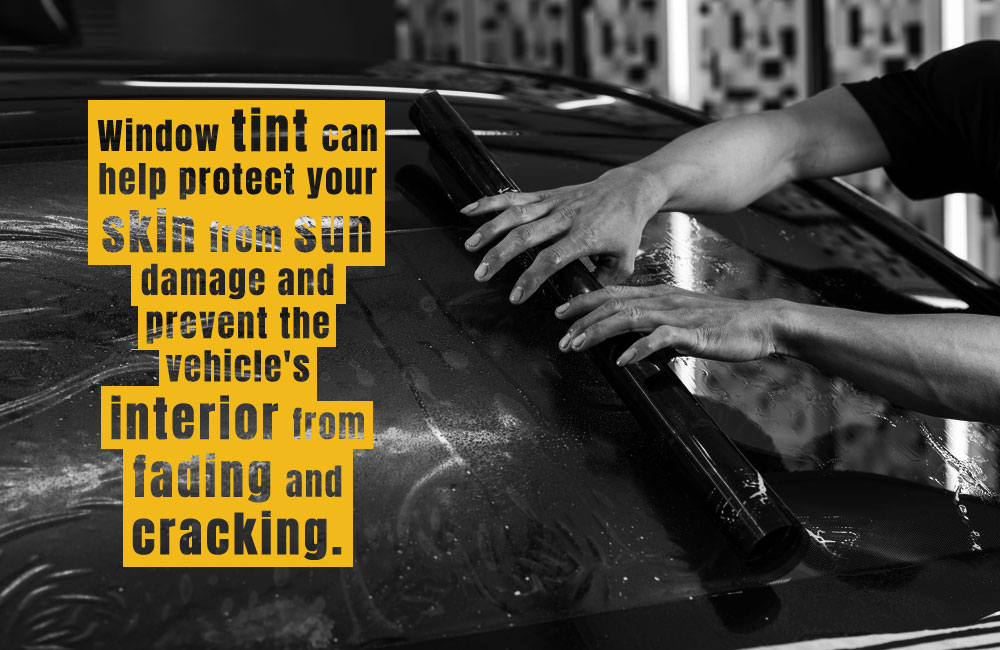 Window tint can
help protect your
skin from sun
damage and
prevent the
vehicle's
interior from
fading and
cracking.